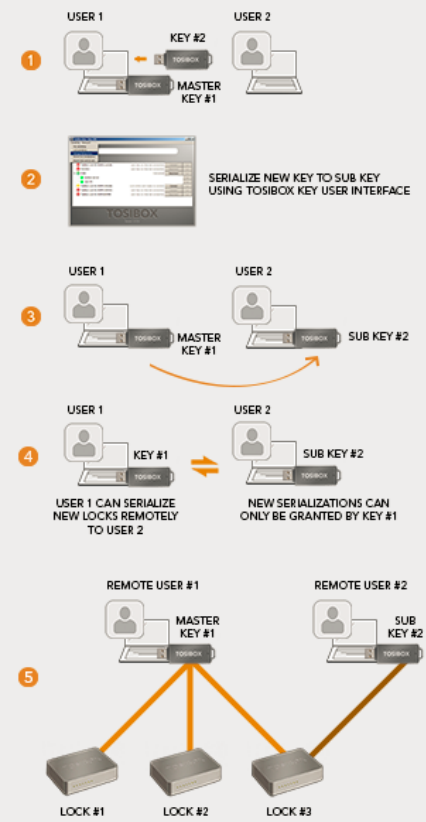 USER 1
USER 2
KEY #2
1
TOSIBOX
TOSIBOX
MASTER
KEY #1
2
SERIALIZE NEW KEY TO SUB KEY
USING TOSIBOX KEY USER INTERFACE
TOSIBOX
USER 1
USER 2
3
TOSIBOX
MASTER
KEY #1
TOSIBOX
SUB KEY #2
USER 1
USER 2
4
KEY #1
SUB KEY #2
TOSIBOX
TOSIBOX
USER 1 CAN SERIALIZE
NEW LOCKS REMOTELY
TO USER 2
NEW SERIALIZATIONS CAN
ONLY BE GRANTED BY KEY #1
REMOTE USER #1
REMOTE USER #2
MASTER
KEY #1
SUB
KEY #2
TOSIBOX
TOSIBOX
5
LOCK #1
LOCK #2
LOCK #3